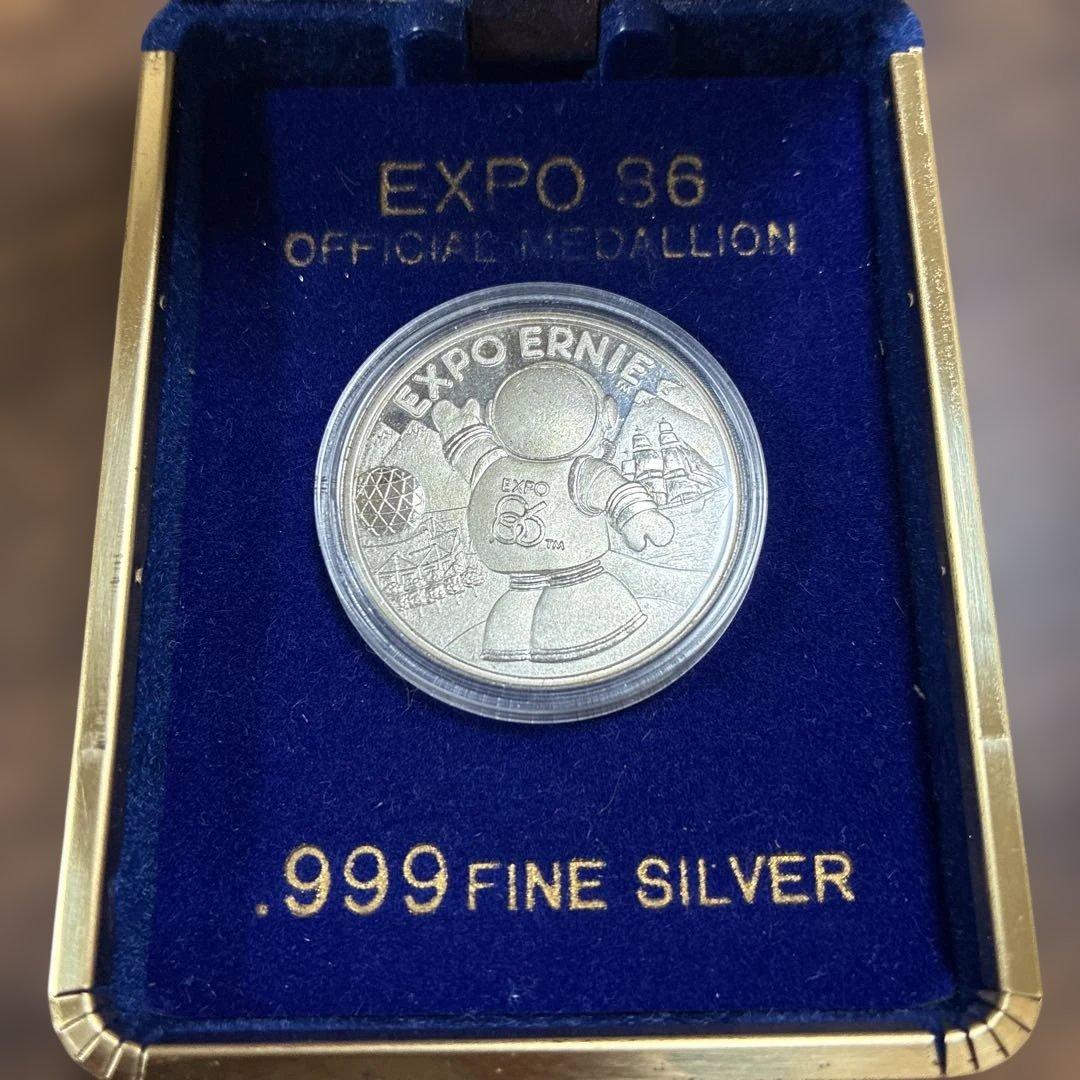 EXPO 86
OFFICIAL MEDALLION
EXPO ERNIE
TM
EXPO
86
TM
.999 FINE SILVER